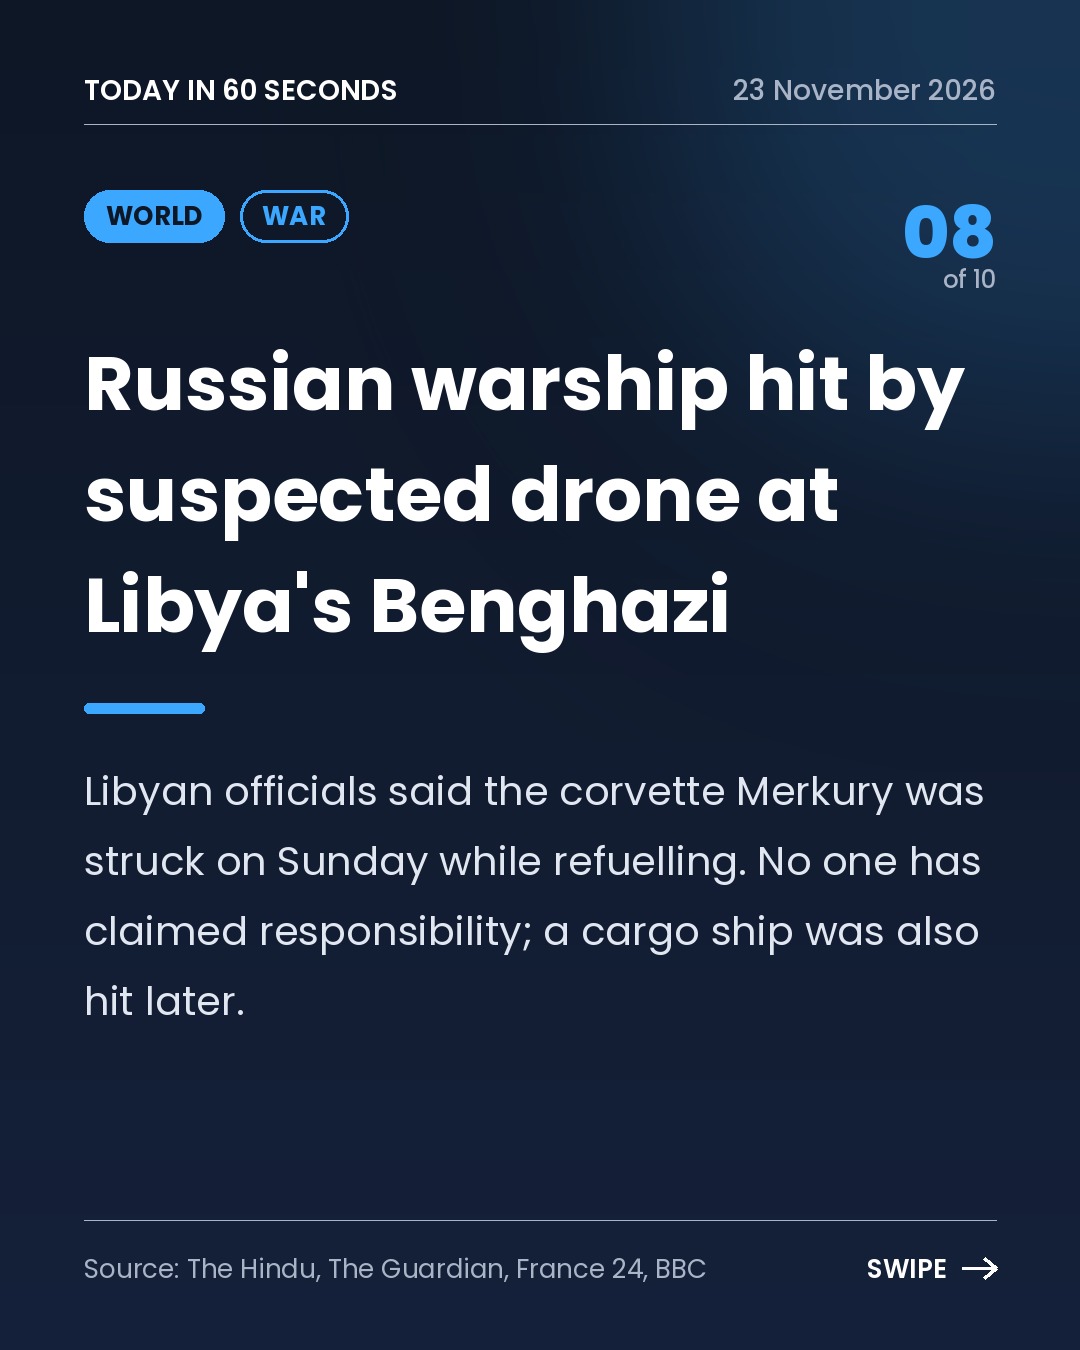 TODAY IN 60 SECONDS
23 November 2026
WORLD
WAR
08
of 10
Russian warship hit by
suspected drone at
Libya's Benghazi
Libyan officials said the corvette Merkury was
struck on Sunday while refuelling. No one has
claimed responsibility; a cargo ship was also
hit later.
Source: The Hindu, The Guardian, France 24, BBC
SWIPE